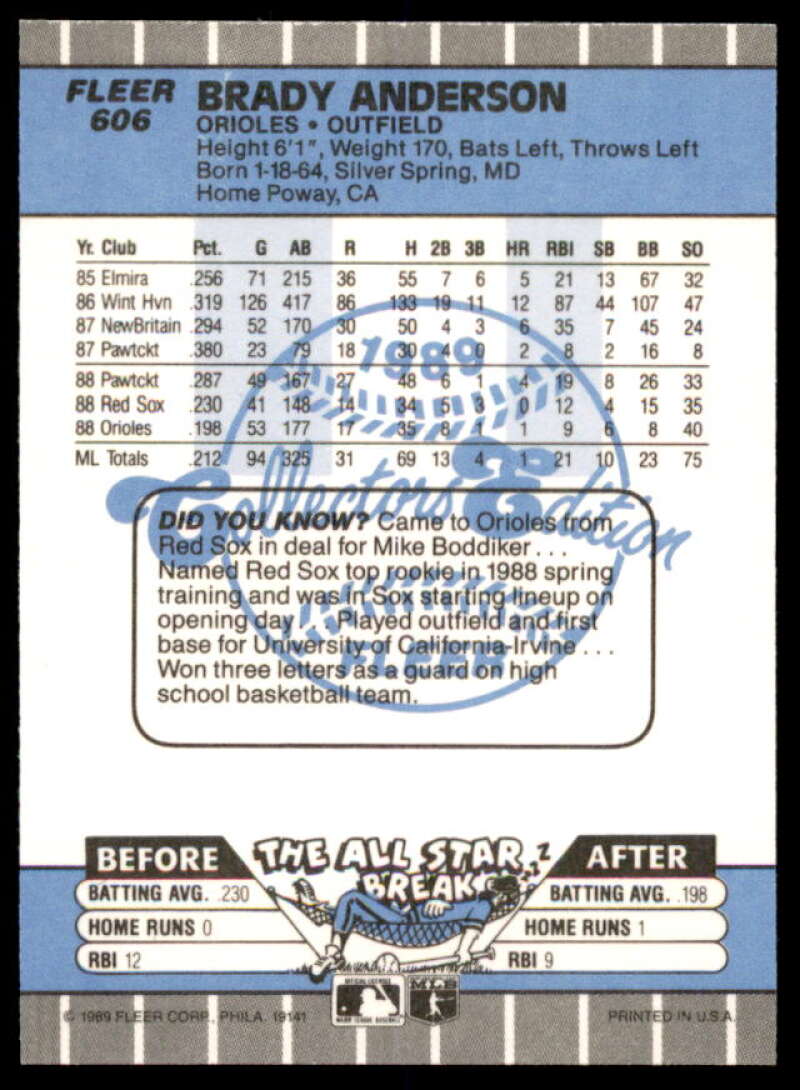 FLEER
606
BRADY ANDERSON
ORIOLES • OUTFIELD
Height 6'1", Weight 170, Bats Left, Throws Left
Born 1-18-64, Silver Spring, MD
Home Poway, CA
Yr. Club Pct. G AB R H 2B 3B HR RBI SB BB SO
85 Elmira .256 71 215 36 55 7 6 5 21 13 67 32
86 Wint Hvn .319 126 417 86 133 19 11 12 87 44 107 47
87 NewBritain .294 52 170 30 50 4 3 6 35 7 45 24
87 Pawtckt .380 23 79 18 30 4 0 2 8 2 16 8
88 Pawtckt .287 49 167 27 48 6 1 4 19 8 26 33
88 Red Sox .230 41 148 14 34 5 3 0 12 4 15 35
88 Orioles .198 53 177 17 35 8 1 1 9 6 8 40
ML Totals .212 94 325 31 69 13 4 1 21 10 23 75
1989
Collectors' Edition
FLEER
DID YOU KNOW? Came to Orioles from
Red Sox in deal for Mike Boddiker . . .
Named Red Sox top rookie in 1988 spring
training and was in Sox starting lineup on
opening day . . . Played outfield and first
base for University of California-Irvine . . .
Won three letters as a guard on high
school basketball team.
BEFORE THE ALL STAR BREAK ZZZ AFTER
BATTING AVG. .230 BATTING AVG. .198
HOME RUNS 0 HOME RUNS 1
RBI 12 RBI 9
OFFICIAL LICENSEE
MAJOR LEAGUE BASEBALL
MLB
© 1989 FLEER CORP., PHILA. 19141 PRINTED IN U.S.A.